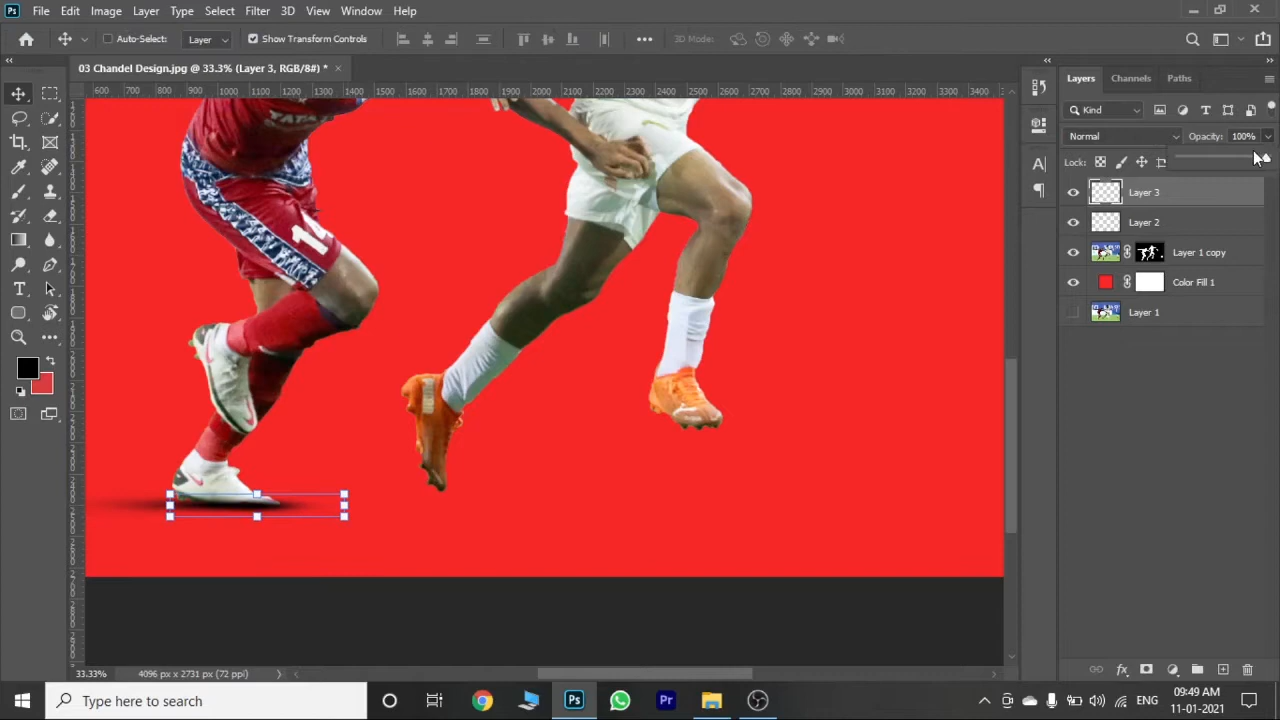 Ps File Edit Image Layer Type Select Filter 3D View Window Help
Auto-Select: Layer Show Transform Controls 3D Mode:
03 Chandel Design.jpg @ 33.3% (Layer 3, RGB/8#) * ×
600 700 800 900 1000 1100 1200 1300 1400 1500 1600 1700 1800 1900 2000 2100 2200 2300 2400 2500 2600 2700 2800 2900 3000 3100 3200 3300 3400
Layers Channels Paths
Kind
Normal Opacity: 100%
Lock:
Layer 3
Layer 2
Layer 1 copy
Color Fill 1
Layer 1
14
33.33% 4096 px x 2731 px (72 ppi)
Type here to search
Ps Pr
ENG
09:49 AM
11-01-2021